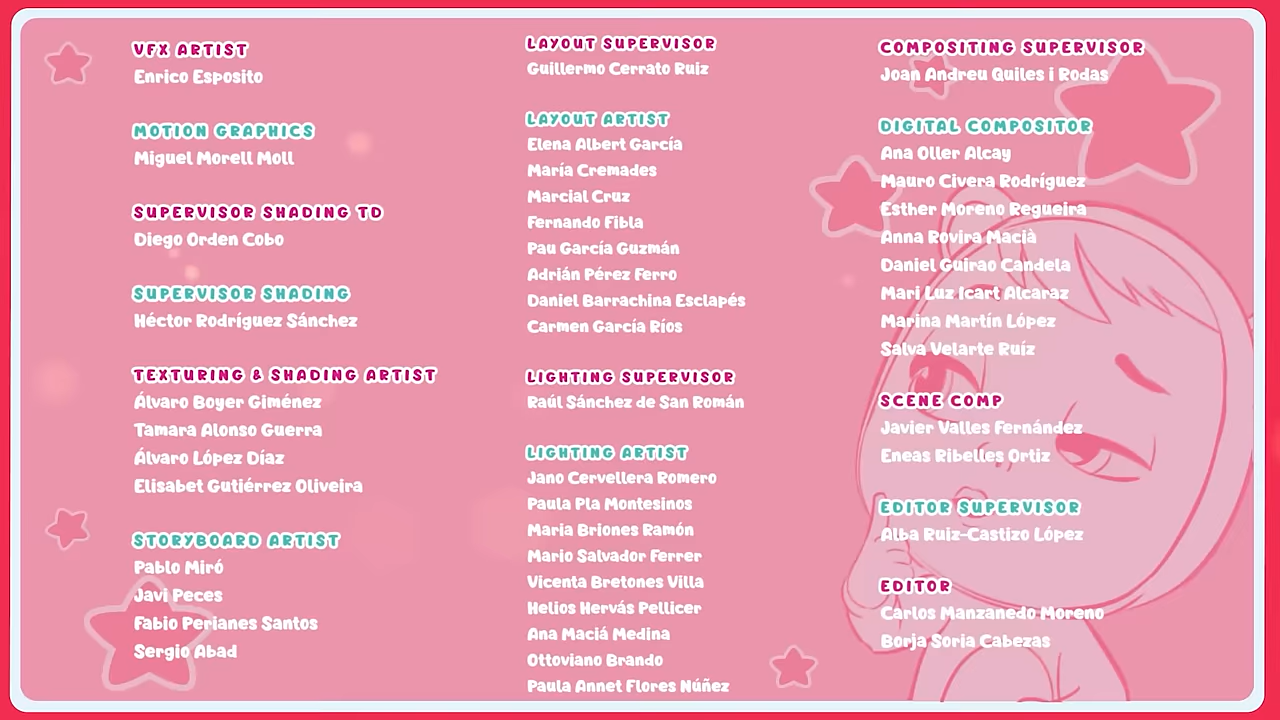 VFX ARTIST
Enrico Esposito
MOTION GRAPHICS
Miguel Morell Moll
SUPERVISOR SHADING TD
Diego Orden Cobo
SUPERVISOR SHADING
Héctor Rodríguez Sánchez
TEXTURING & SHADING ARTIST
Álvaro Boyer Giménez
Tamara Alonso Guerra
Álvaro López Díaz
Elisabet Gutiérrez Oliveira
STORYBOARD ARTIST
Pablo Miró
Javi Peces
Fabio Perianes Santos
Sergio Abad
LAYOUT SUPERVISOR
Guillermo Cerrato Ruiz
LAYOUT ARTIST
Elena Albert García
María Cremades
Marcial Cruz
Fernando Fibla
Pau García Guzmán
Adrián Pérez Ferro
Daniel Barrachina Esclapés
Carmen García Ríos
LIGHTING SUPERVISOR
Raúl Sánchez de San Román
LIGHTING ARTIST
Jano Cervellera Romero
Paula Pla Montesinos
María Briones Ramón
Mario Salvador Ferrer
Vicenta Bretones Villa
Helios Hervás Pellicer
Ana Maciá Medina
Ottoviano Brando
Paula Annet Flores Núñez
COMPOSITING SUPERVISOR
Joan Andreu Quiles i Rodas
DIGITAL COMPOSITOR
Ana Oller Alcay
Mauro Civera Rodríguez
Esther Moreno Regueira
Anna Rovira Macià
Daniel Guirao Candela
Mari Luz Icart Alcaraz
Marina Martín López
Salva Velarte Ruíz
SCENE COMP
Javier Valles Fernández
Eneas Ribelles Ortiz
EDITOR SUPERVISOR
Alba Ruiz-Castizo López
EDITOR
Carlos Manzanedo Moreno
Borja Soria Cabezas